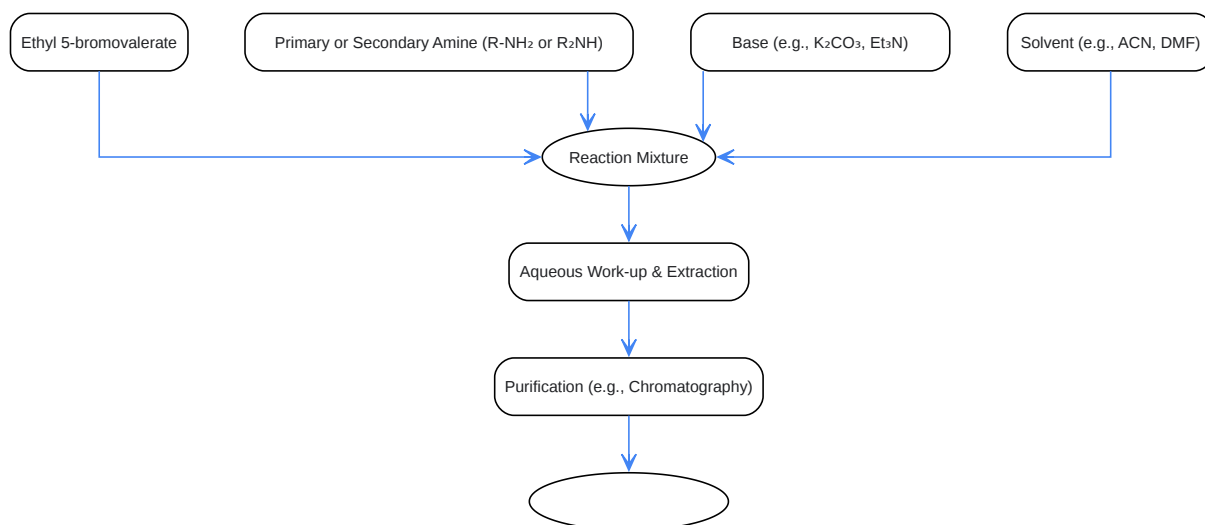 Ethyl 5-bromovalerate
Primary or Secondary Amine (R-NH₂ or R₂NH)
Base (e.g., K₂CO₃, Et₃N)
Solvent (e.g., ACN, DMF)
Reaction Mixture
Aqueous Work-up & Extraction
Purification (e.g., Chromatography)